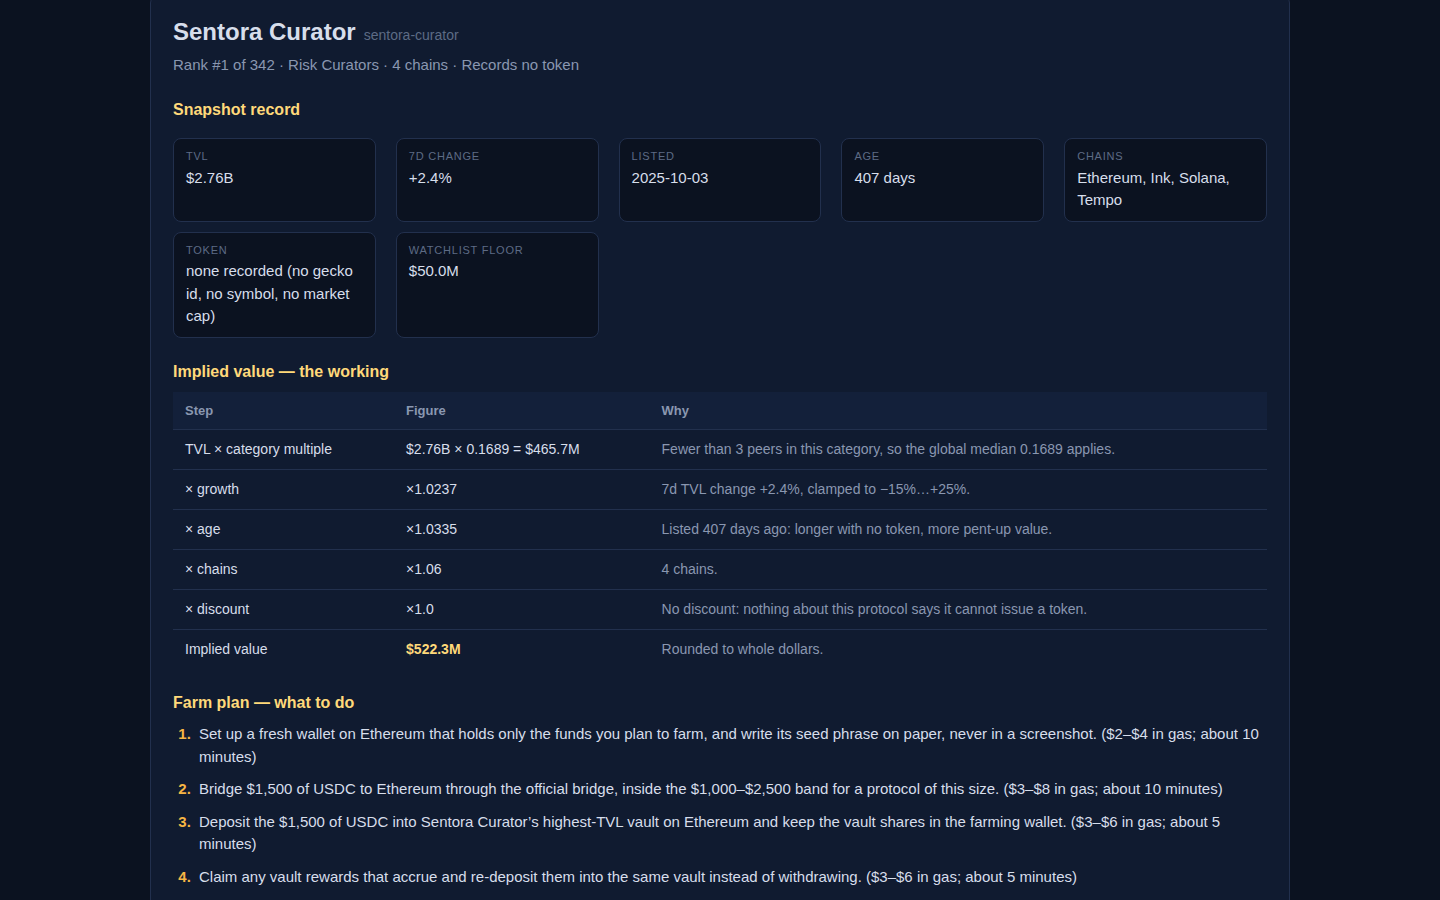 Sentora Curator sentora-curator
Rank #1 of 342 · Risk Curators · 4 chains · Records no token
Snapshot record
TVL
$2.76B
7D CHANGE
+2.4%
LISTED
2025-10-03
AGE
407 days
CHAINS
Ethereum, Ink, Solana,
Tempo
TOKEN
none recorded (no gecko
id, no symbol, no market
cap)
WATCHLIST FLOOR
$50.0M
Implied value — the working
Step Figure Why
TVL × category multiple $2.76B × 0.1689 = $465.7M Fewer than 3 peers in this category, so the global median 0.1689 applies.
× growth ×1.0237 7d TVL change +2.4%, clamped to −15%…+25%.
× age ×1.0335 Listed 407 days ago: longer with no token, more pent-up value.
× chains ×1.06 4 chains.
× discount ×1.0 No discount: nothing about this protocol says it cannot issue a token.
Implied value $522.3M Rounded to whole dollars.
Farm plan — what to do
1. Set up a fresh wallet on Ethereum that holds only the funds you plan to farm, and write its seed phrase on paper, never in a screenshot. ($2–$4 in gas; about 10
minutes)
2. Bridge $1,500 of USDC to Ethereum through the official bridge, inside the $1,000–$2,500 band for a protocol of this size. ($3–$8 in gas; about 10 minutes)
3. Deposit the $1,500 of USDC into Sentora Curator’s highest-TVL vault on Ethereum and keep the vault shares in the farming wallet. ($3–$6 in gas; about 5
minutes)
4. Claim any vault rewards that accrue and re-deposit them into the same vault instead of withdrawing. ($3–$6 in gas; about 5 minutes)